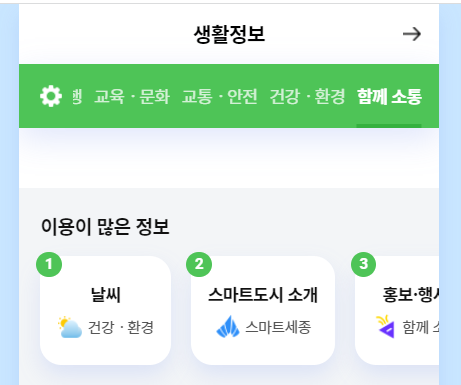 생활정보
교육 · 문화 교통 · 안전 건강 · 환경 함께 소통
이용이 많은 정보
1 2 3
날씨 스마트도시 소개 홍보·행
건강 · 환경 스마트세종 함께